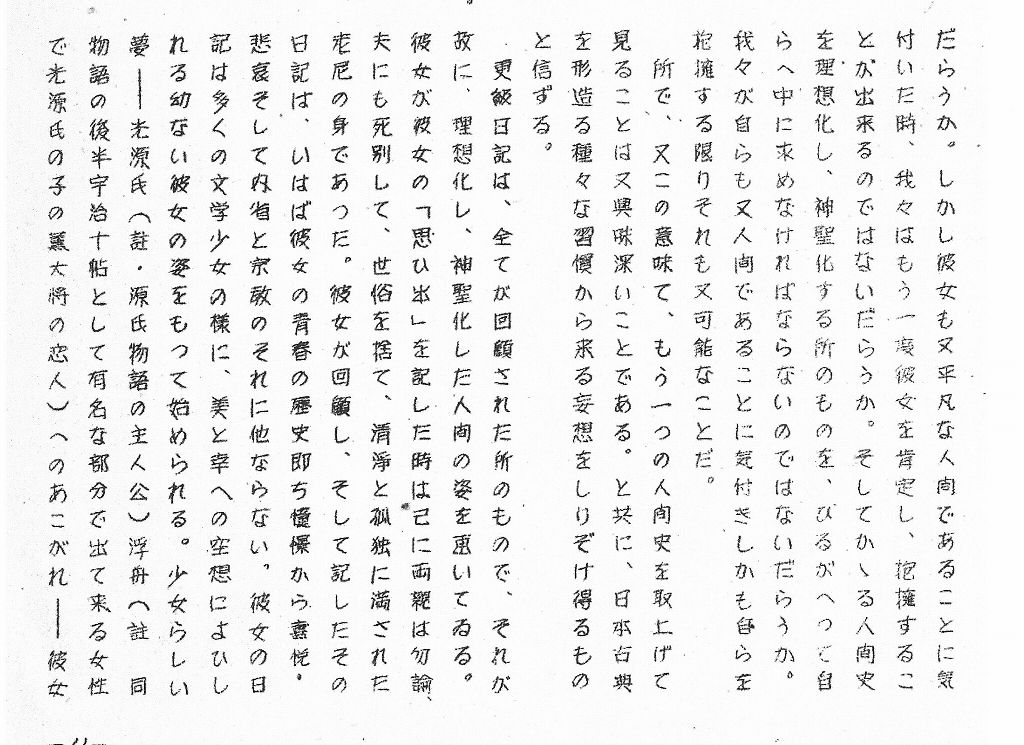 だらうか。しかし彼女も又平凡な人间であることに気
付いた時、我々はもう一度彼女を肯定し、抱擁するこ
とが出来るのではないだらうか。そしてかゝる人间史
を理想化し、神聖化する所のものを、ひるがへつて自
らへ中に求めなければならないのではないだらうか。
我々が自らも又人间であることに気付きしかも自らを
抱擁する限りそれも又可能なことだ。
所で、又この意味て、もう一つの人间史を取上げて
見ることは又興味深いことである。と共に、日本古典
を形造る種々な習慣から来る妄想をしりぞけ得るもの
と信ずる。
更級日記は、全てが回顧された所のもので、それが
故に、理想化し、神聖化した人间の姿を画いてゐる。
彼女が彼女の「思ひ出」を記した時は己に両親は勿論、
夫にも死別して、世俗を捨て、清浄と孤独に満された
老尼の身であつた。彼女が回顧し、そして記したその
日記は、いはば彼女の青春の歴史即ち憧憬から喜悦・
悲哀そして内省と宗教のそれに他ならない。彼女の日
記は多くの文学少女の様に、美と幸への空想によひし
れる幼ない彼女の姿をもつて始められる。少女らしい
夢――光源氏(註・源氏物語の主人公)浮舟(註 同
物語の後半宇治十帖として有名な部分で出て来る女性
で光源氏の子の薫大将の恋人)へのあこがれ――彼女